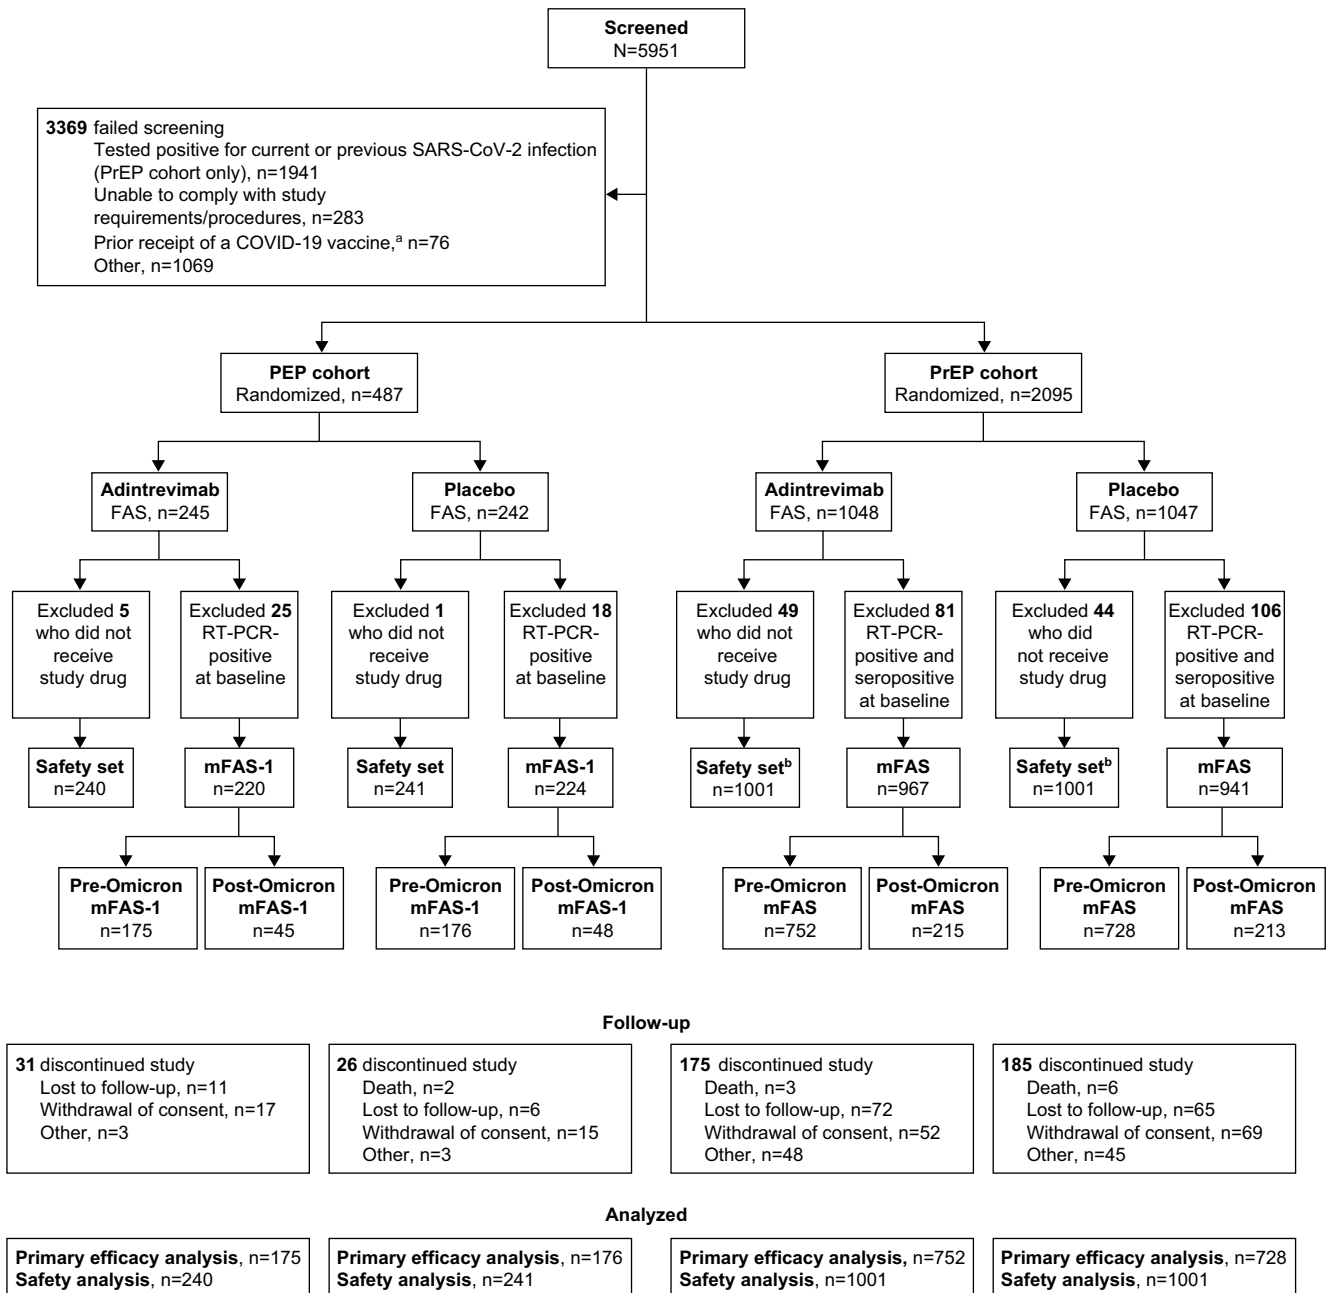 Screened
N=5951
3369 failed screening
Tested positive for current or previous SARS-CoV-2 infection
(PrEP cohort only), n=1941
Unable to comply with study
requirements/procedures, n=283
Prior receipt of a COVID-19 vaccine,ᵃ n=76
Other, n=1069
PEP cohort
Randomized, n=487
PrEP cohort
Randomized, n=2095
Adintrevimab
FAS, n=245
Placebo
FAS, n=242
Adintrevimab
FAS, n=1048
Placebo
FAS, n=1047
Excluded 5
who did not
receive
study drug
Excluded 25
RT-PCR-
positive
at baseline
Excluded 1
who did not
receive
study drug
Excluded 18
RT-PCR-
positive
at baseline
Excluded 49
who did not
receive
study drug
Excluded 81
RT-PCR-
positive and
seropositive
at baseline
Excluded 44
who did
not receive
study drug
Excluded 106
RT-PCR-
positive and
seropositive
at baseline
Safety set
n=240
mFAS-1
n=220
Safety set
n=241
mFAS-1
n=224
Safety setᵇ
n=1001
mFAS
n=967
Safety setᵇ
n=1001
mFAS
n=941
Pre-Omicron
mFAS-1
n=175
Post-Omicron
mFAS-1
n=45
Pre-Omicron
mFAS-1
n=176
Post-Omicron
mFAS-1
n=48
Pre-Omicron
mFAS
n=752
Post-Omicron
mFAS
n=215
Pre-Omicron
mFAS
n=728
Post-Omicron
mFAS
n=213
Follow-up
31 discontinued study
Lost to follow-up, n=11
Withdrawal of consent, n=17
Other, n=3
26 discontinued study
Death, n=2
Lost to follow-up, n=6
Withdrawal of consent, n=15
Other, n=3
175 discontinued study
Death, n=3
Lost to follow-up, n=72
Withdrawal of consent, n=52
Other, n=48
185 discontinued study
Death, n=6
Lost to follow-up, n=65
Withdrawal of consent, n=69
Other, n=45
Analyzed
Primary efficacy analysis, n=175
Safety analysis, n=240
Primary efficacy analysis, n=176
Safety analysis, n=241
Primary efficacy analysis, n=752
Safety analysis, n=1001
Primary efficacy analysis, n=728
Safety analysis, n=1001